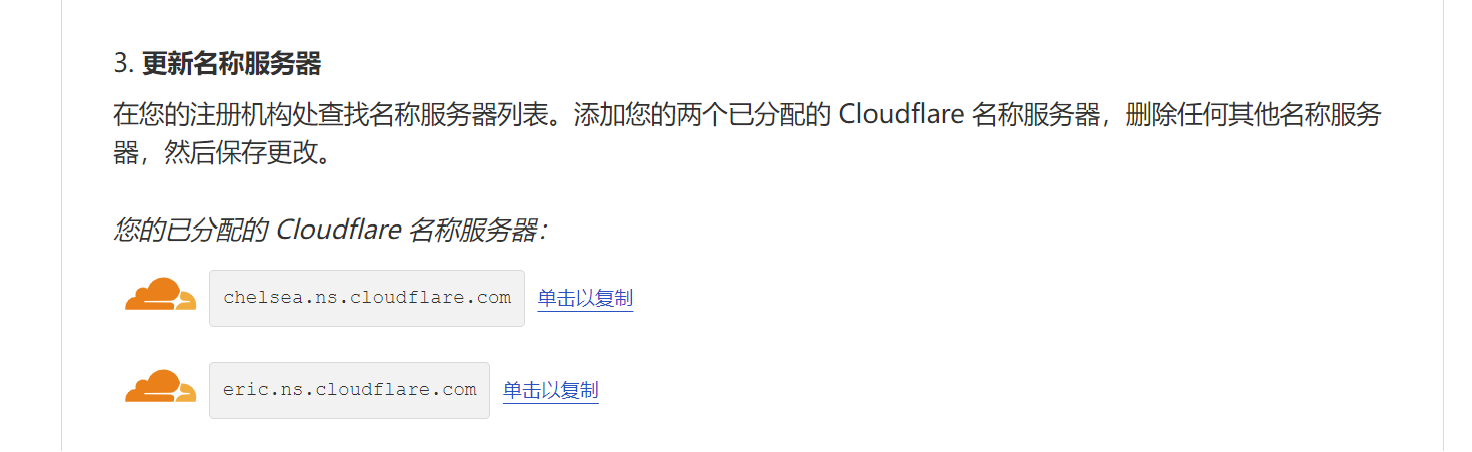 3. 更新名称服务器
在您的注册机构处查找名称服务器列表。添加您的两个已分配的 Cloudflare 名称服务器，删除任何其他名称服务
器，然后保存更改。
您的已分配的 Cloudflare 名称服务器：
chelsea.ns.cloudflare.com 单击以复制
eric.ns.cloudflare.com 单击以复制